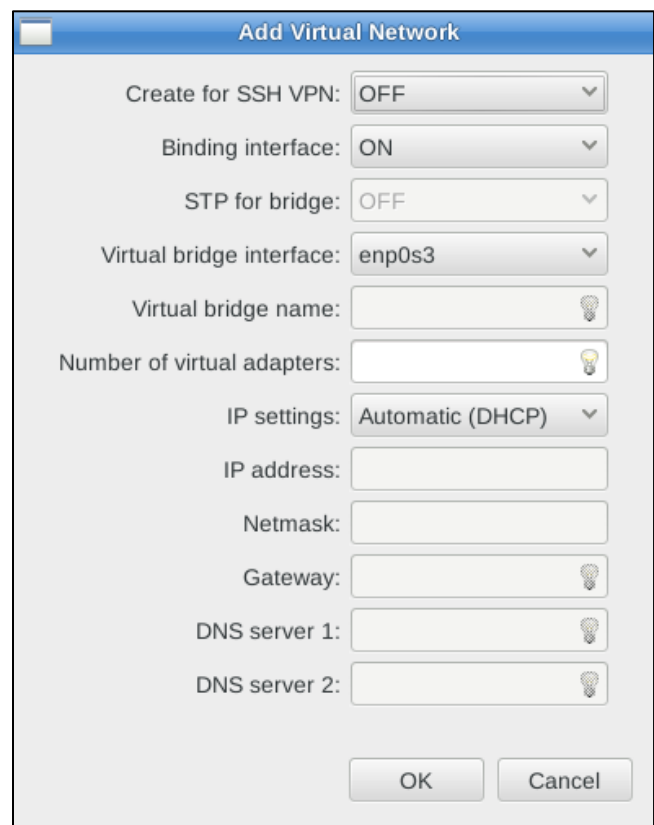 Add Virtual Network
Create for SSH VPN: OFF
Binding interface: ON
STP for bridge: OFF
Virtual bridge interface: enp0s3
Virtual bridge name:
Number of virtual adapters:
IP settings: Automatic (DHCP)
IP address:
Netmask:
Gateway:
DNS server 1:
DNS server 2:
OK Cancel